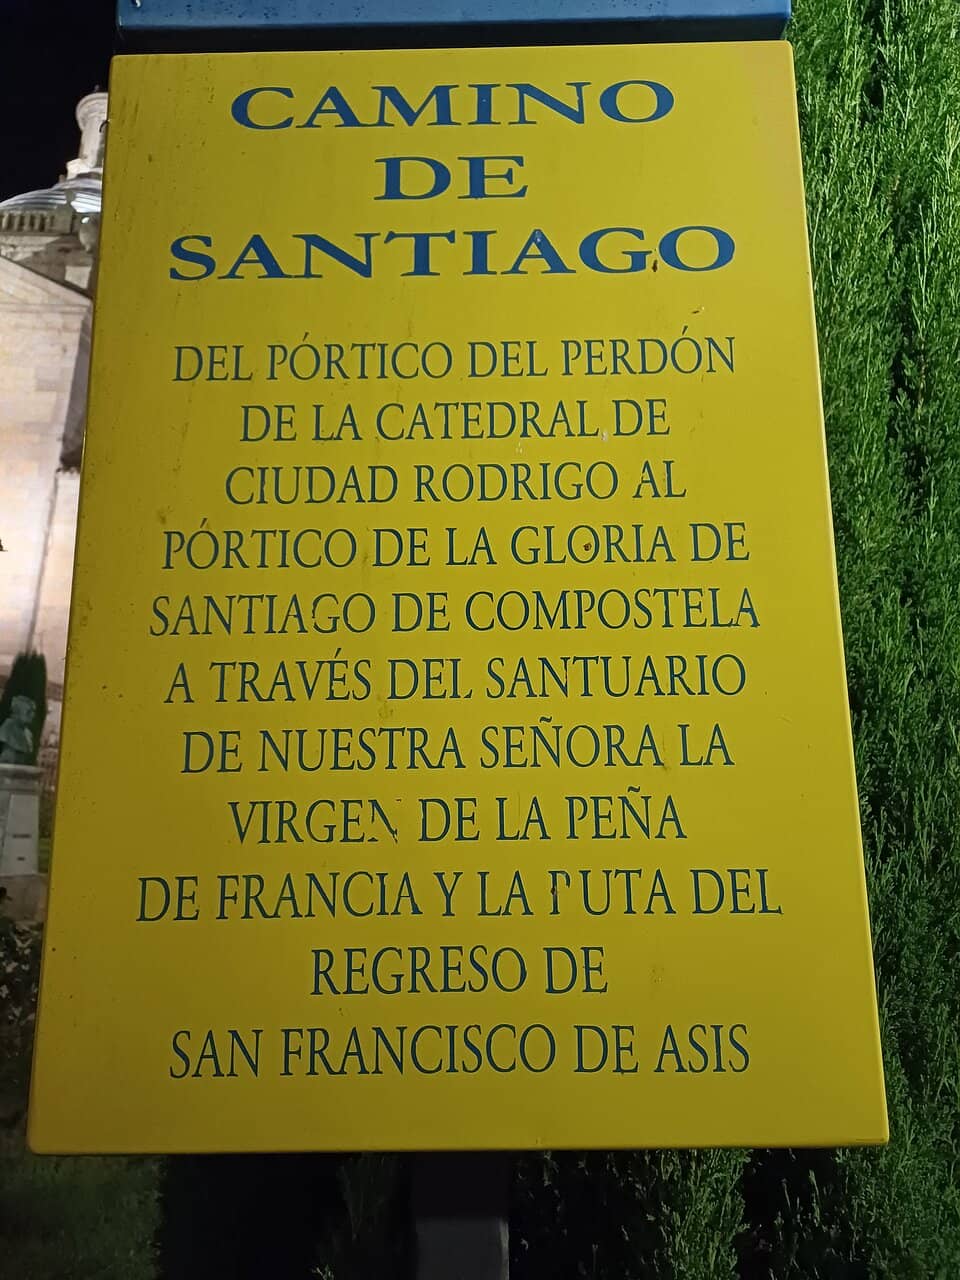 CAMINO
DE
SANTIAGO
DEL PÓRTICO DEL PERDÓN
DE LA CATEDRAL DE
CIUDAD RODRIGO AL
PÓRTICO DE LA GLORIA DE
SANTIAGO DE COMPOSTELA
A TRAVÉS DEL SANTUARIO
DE NUESTRA SEÑORA LA
VIRGEN DE LA PEÑA
DE FRANCIA Y LA RUTA DEL
REGRESO DE
SAN FRANCISCO DE ASIS